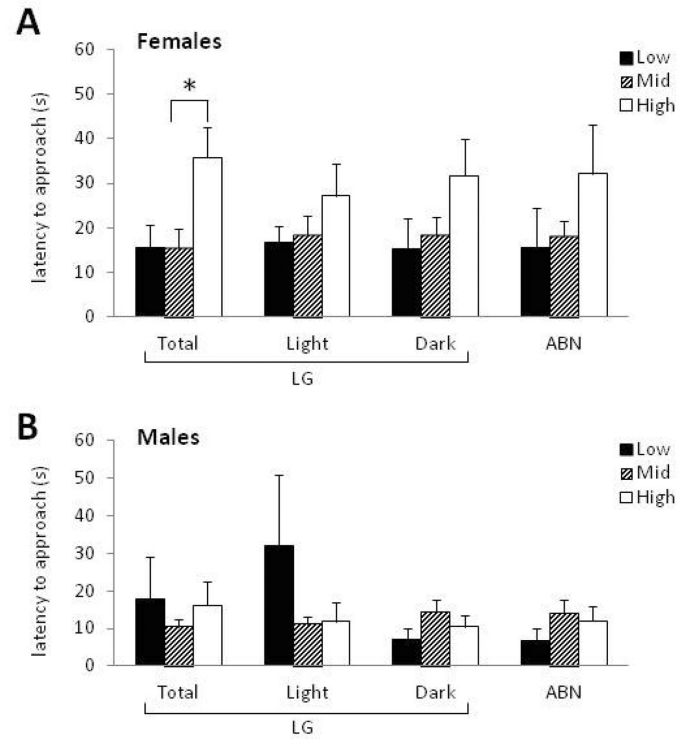 A
Females
60
50
40
30
20
10
0
latency to approach (s)
*
Low
Mid
High
Total Light Dark ABN
LG
B
Males
60
50
40
30
20
10
0
latency to approach (s)
Low
Mid
High
Total Light Dark ABN
LG